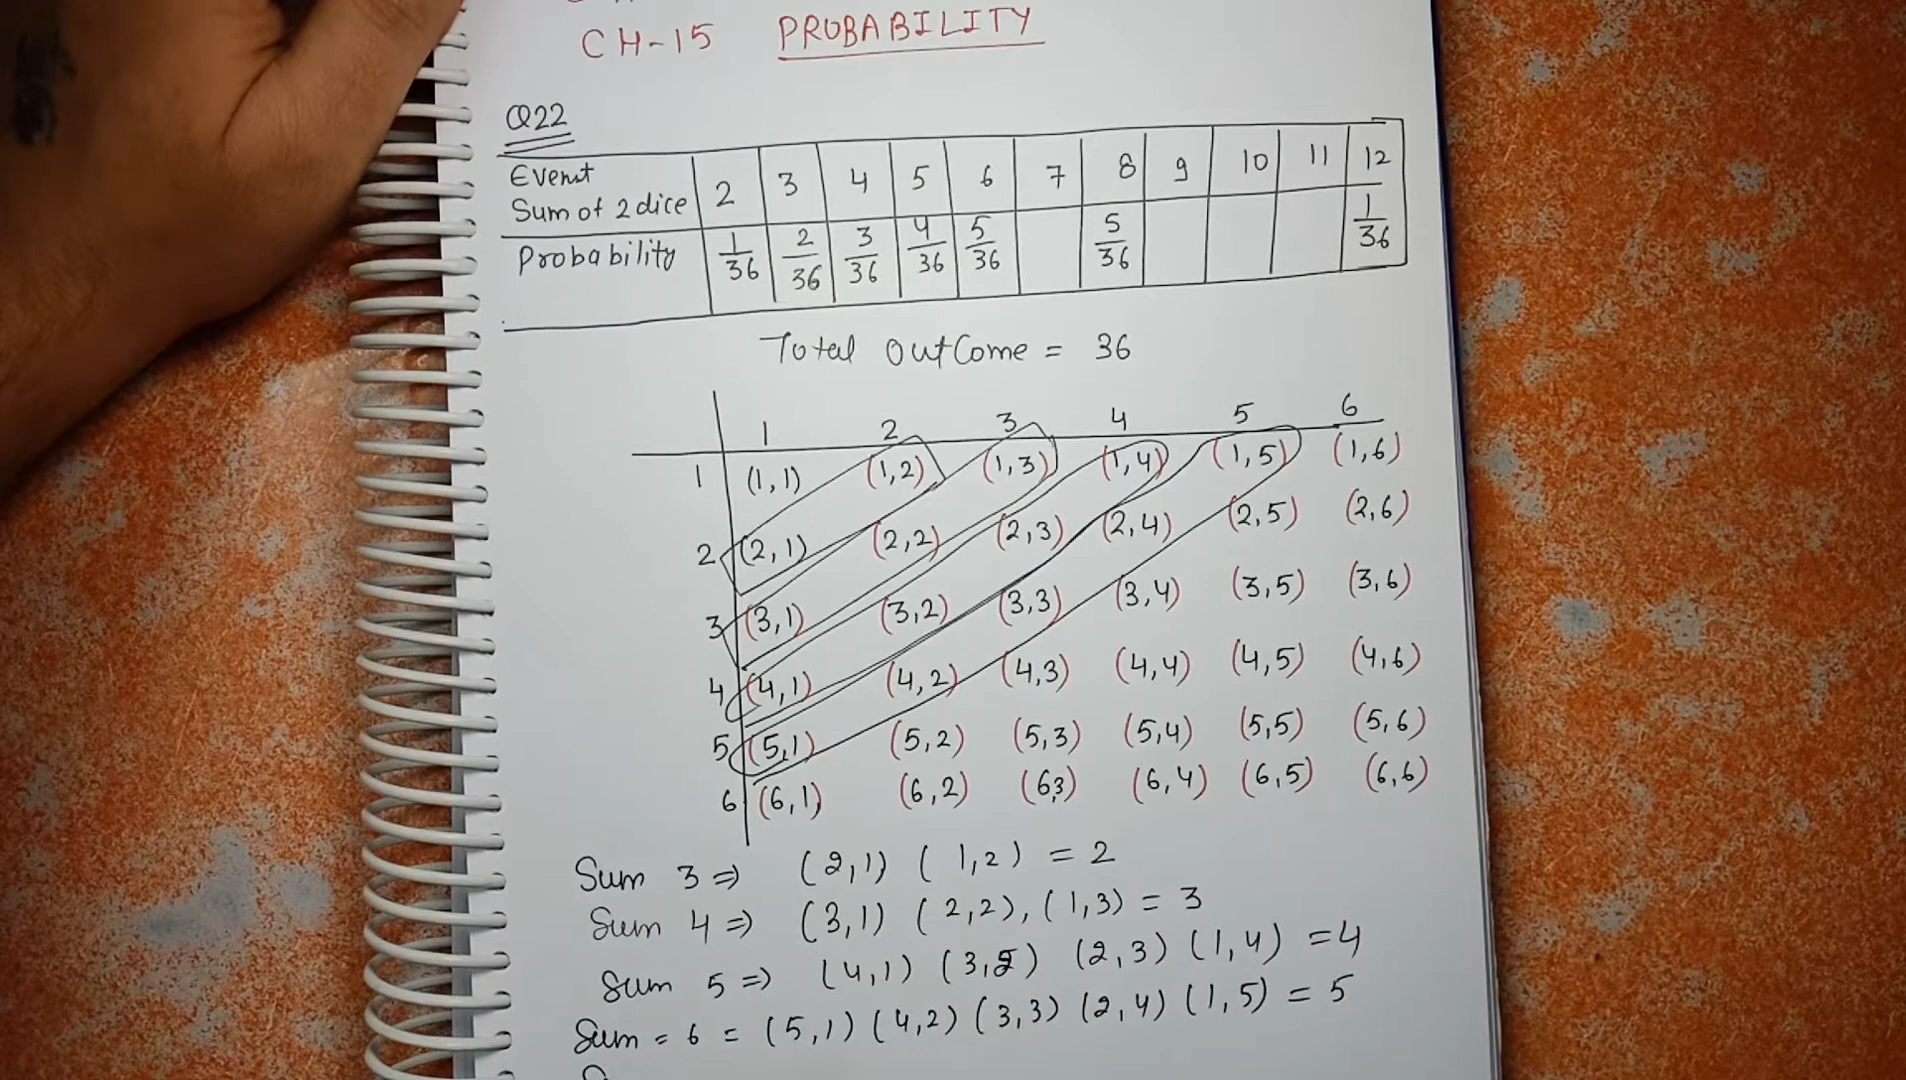 CH-15 PROBABILITY
Q22
Event Sum of 2 dice 2 3 4 5 6 7 8 9 10 11 12
Probability 1/36 2/36 3/36 4/36 5/36 5/36 1/36
Total outcome = 36
1 2 3 4 5 6
1 (1,1) (1,2) (1,3) (1,4) (1,5) (1,6)
2 (2,1) (2,2) (2,3) (2,4) (2,5) (2,6)
3 (3,1) (3,2) (3,3) (3,4) (3,5) (3,6)
4 (4,1) (4,2) (4,3) (4,4) (4,5) (4,6)
5 (5,1) (5,2) (5,3) (5,4) (5,5) (5,6)
6 (6,1) (6,2) (6,3) (6,4) (6,5) (6,6)
Sum 3 ⇒ (2,1) (1,2) = 2
Sum 4 ⇒ (3,1) (2,2), (1,3) = 3
Sum 5 ⇒ (4,1) (3,2) (2,3) (1,4) = 4
Sum = 6 = (5,1) (4,2) (3,3) (2,4) (1,5) = 5